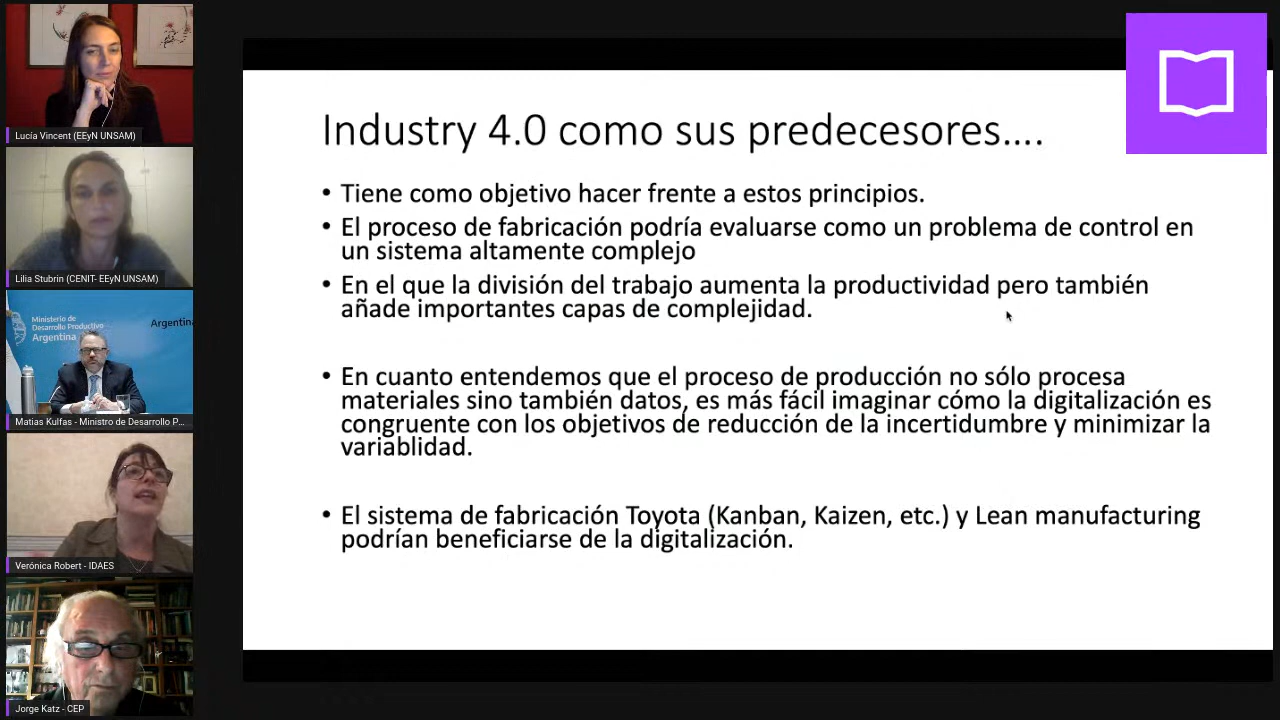 Lucía Vincent (EEyN UNSAM)
Lilia Stubrin (CENIT- EEyN UNSAM)
Ministerio de
Desarrollo Productivo
Argentina
Argentina
Matias Kulfas - Ministro de Desarrollo P...
Verónica Robert - IDAES
Jorge Katz - CEP
Industry 4.0 como sus predecesores....
• Tiene como objetivo hacer frente a estos principios.
• El proceso de fabricación podría evaluarse como un problema de control en
un sistema altamente complejo
• En el que la división del trabajo aumenta la productividad pero también
añade importantes capas de complejidad.
• En cuanto entendemos que el proceso de producción no sólo procesa
materiales sino también datos, es más fácil imaginar cómo la digitalización es
congruente con los objetivos de reducción de la incertidumbre y minimizar la
variablidad.
• El sistema de fabricación Toyota (Kanban, Kaizen, etc.) y Lean manufacturing
podrían beneficiarse de la digitalización.